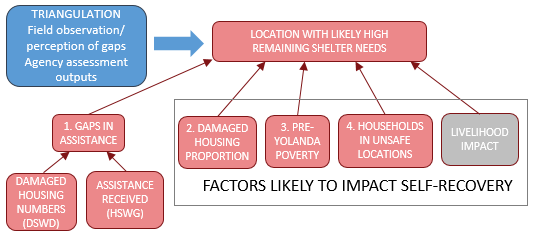 TRIANGULATION
Field observation/
perception of gaps
Agency assessment
outputs
LOCATION WITH LIKELY HIGH
REMAINING SHELTER NEEDS
1. GAPS IN
ASSISTANCE
2. DAMAGED
HOUSING
PROPORTION
3. PRE-
YOLANDA
POVERTY
4. HOUSEHOLDS
IN UNSAFE
LOCATIONS
LIVELIHOOD
IMPACT
DAMAGED
HOUSING
NUMBERS
(DSWD)
ASSISTANCE
RECEIVED
(HSWG)
FACTORS LIKELY TO IMPACT SELF-RECOVERY